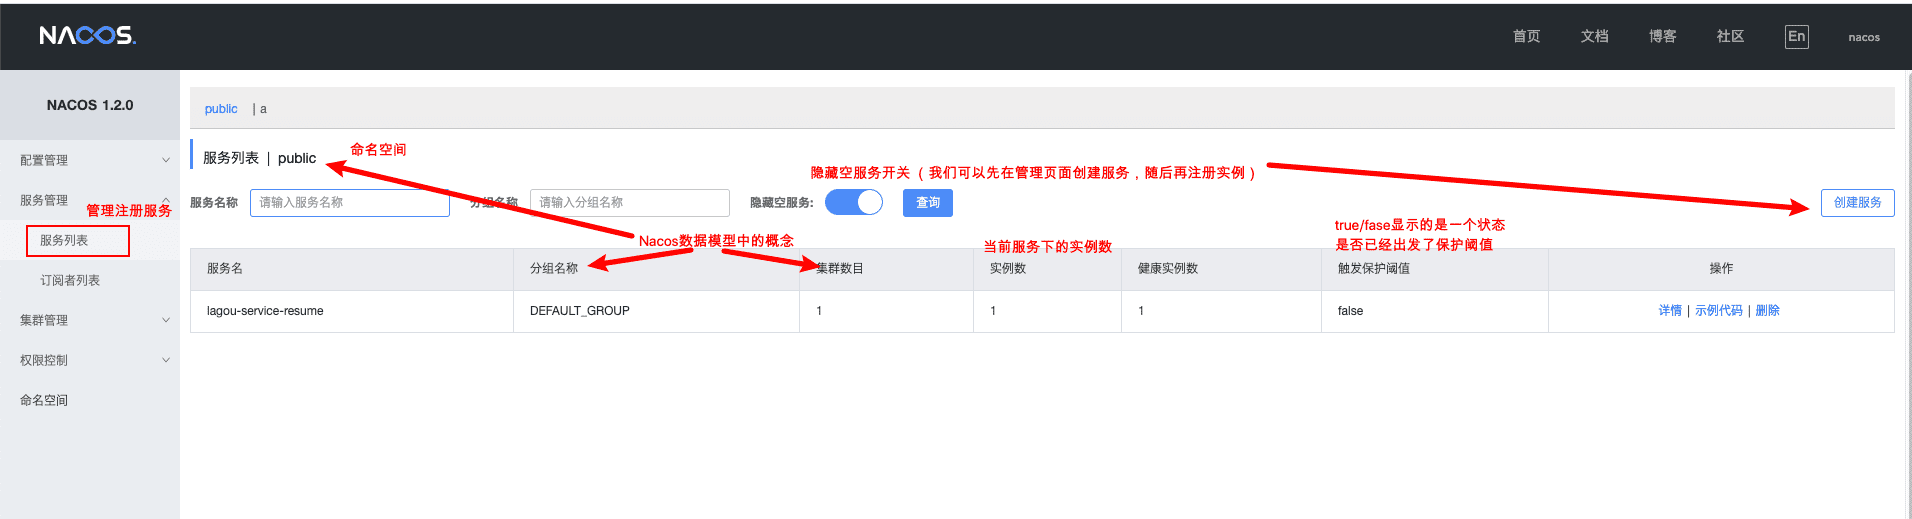 NACOS.
首页 文档 博客 社区 En nacos
NACOS 1.2.0
public | a
配置管理
服务管理
管理注册服务
服务列表
订阅者列表
集群管理
权限控制
命名空间
服务列表 | public
命名空间
隐藏空服务开关（我们可以先在管理页面创建服务，随后再注册实例）
服务名称 请输入服务名称 分组名称 请输入分组名称 隐藏空服务: 查询 创建服务
Nacos数据模型中的概念
当前服务下的实例数
true/fase显示的是一个状态
是否已经出发了保护阈值
服务名 分组名称 集群数目 实例数 健康实例数 触发保护阈值 操作
lagou-service-resume DEFAULT_GROUP 1 1 1 false 详情 | 示例代码 | 删除